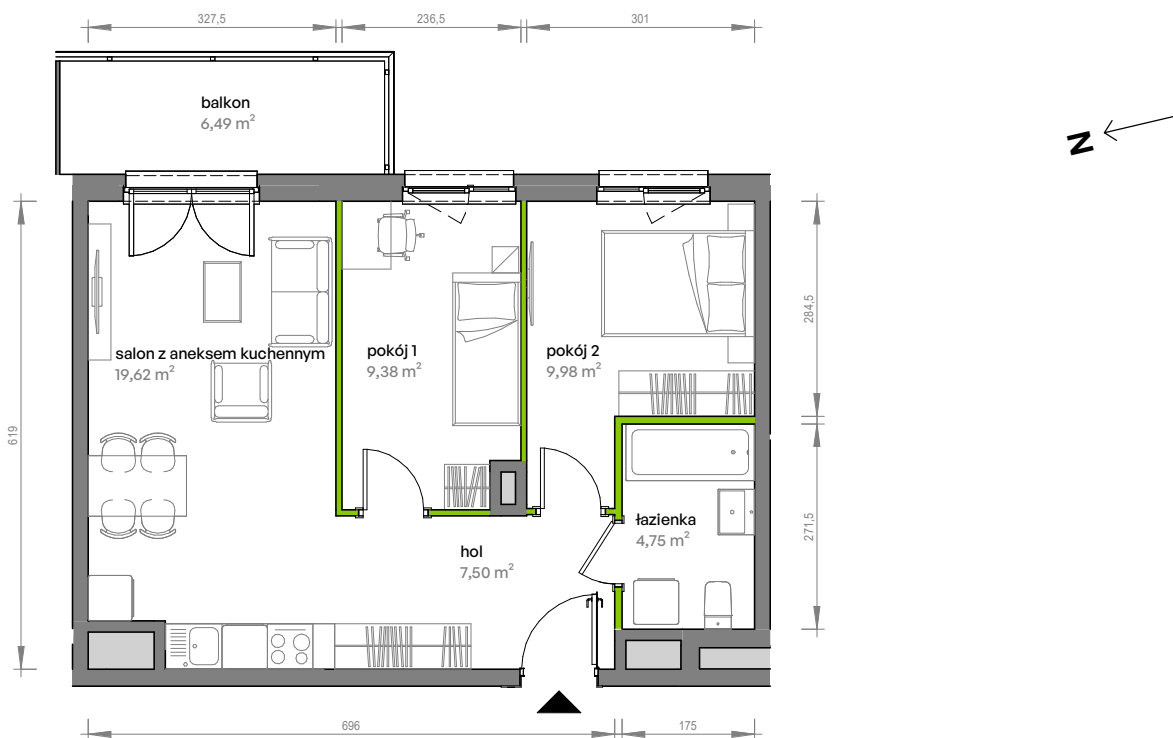 327,5
236,5
301
balkon
6,49 m²
N
salon z aneksem kuchennym
19,62 m²
pokój 1
9,38 m²
pokój 2
9,98 m²
284,5
619
łazienka
4,75 m²
271,5
hol
7,50 m²
696
175